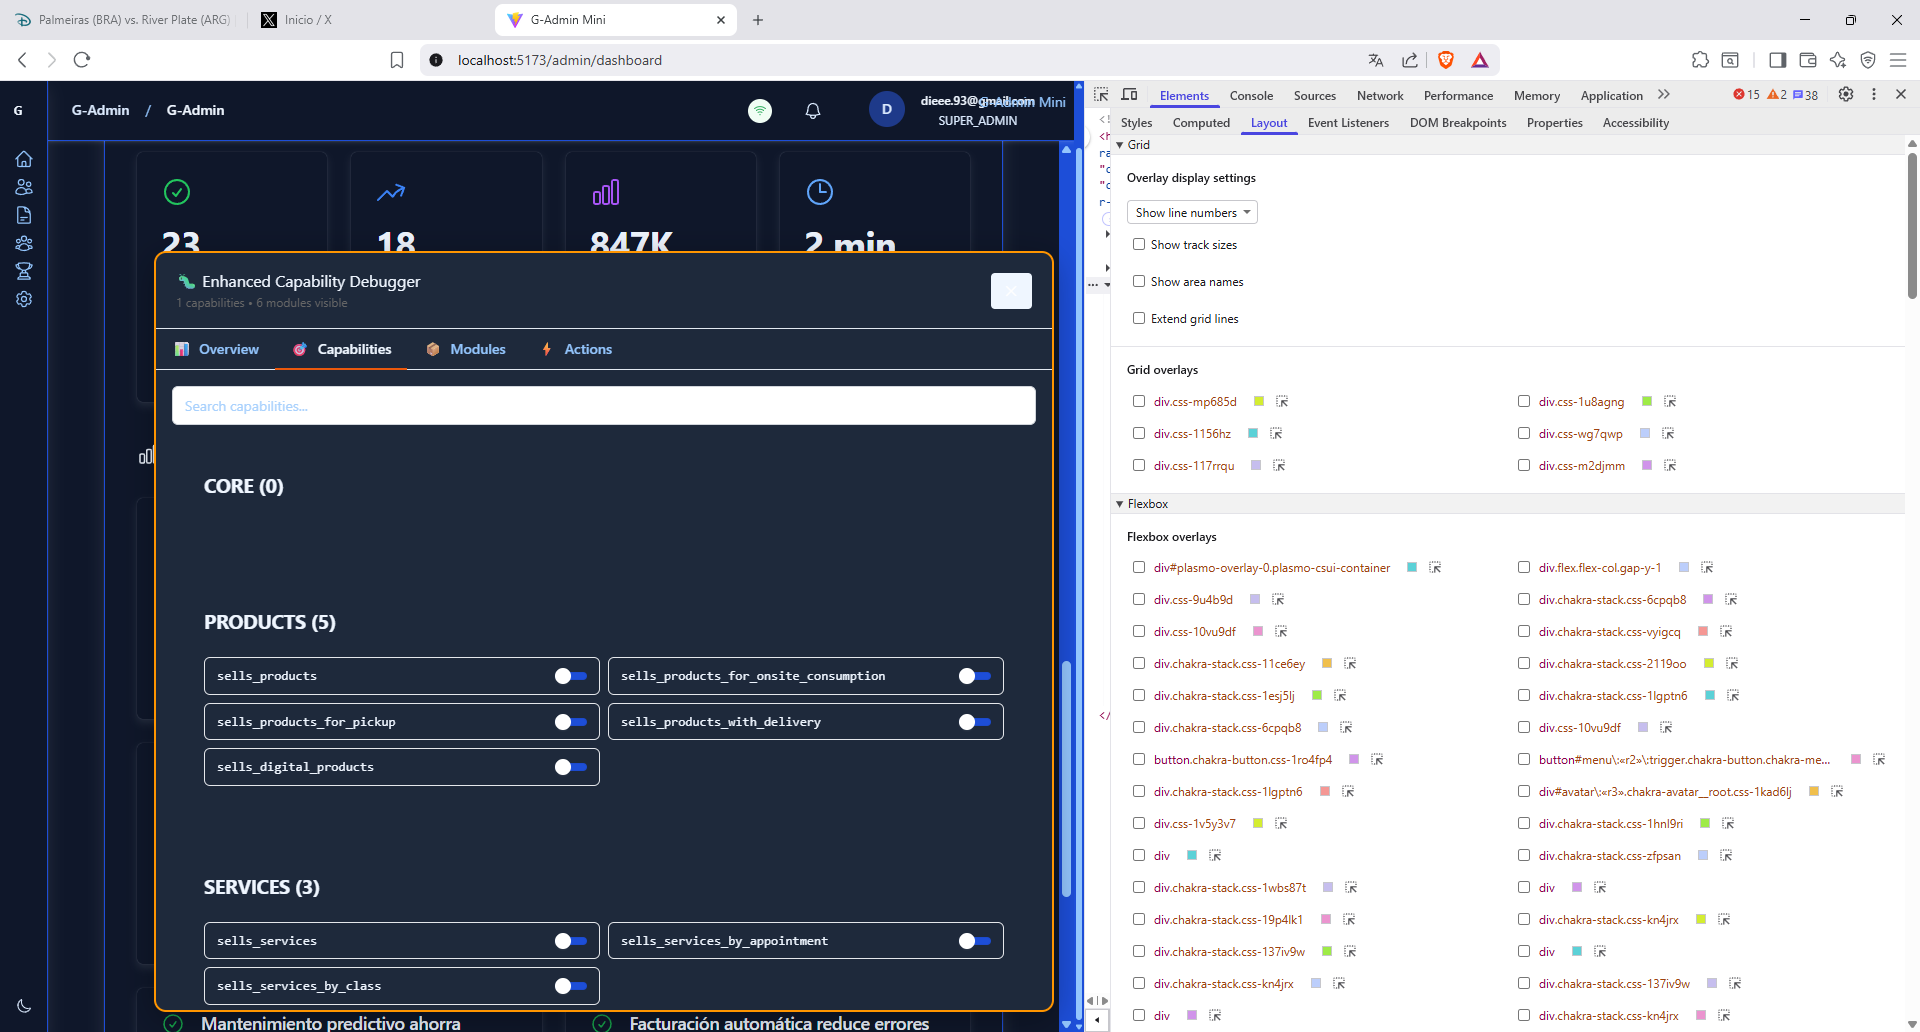 Palmeiras (BRA) vs. River Plate (ARG)
Inicio / X
G-Admin Mini
localhost:5173/admin/dashboard
G
G-Admin / G-Admin
D
dieee.93@gmail.com
G-Admin Mini
SUPER_ADMIN
23
18
847K
2 min
Enhanced Capability Debugger
1 capabilities • 6 modules visible
Overview
Capabilities
Modules
Actions
Search capabilities...
CORE (0)
PRODUCTS (5)
sells_products
sells_products_for_onsite_consumption
sells_products_for_pickup
sells_products_with_delivery
sells_digital_products
SERVICES (3)
sells_services
sells_services_by_appointment
sells_services_by_class
Mantenimiento predictivo ahorra
Facturación automática reduce errores
Elements Console Sources Network Performance Memory Application 15 2 38
Styles Computed Layout Event Listeners DOM Breakpoints Properties Accessibility
Grid
Overlay display settings
Show line numbers
Show track sizes
Show area names
Extend grid lines
Grid overlays
div.css-mp685d
div.css-1u8agng
div.css-1156hz
div.css-wg7qwp
div.css-117rrqu
div.css-m2djmm
Flexbox
Flexbox overlays
div#plasmo-overlay-0.plasmo-csui-container
div.flex.flex-col.gap-y-1
div.css-9u4b9d
div.chakra-stack.css-6cpqb8
div.css-10vu9df
div.chakra-stack.css-vyigcq
div.chakra-stack.css-11ce6ey
div.chakra-stack.css-2119oo
div.chakra-stack.css-1esj5lj
div.chakra-stack.css-1lgptn6
div.chakra-stack.css-6cpqb8
div.css-10vu9df
button.chakra-button.css-1ro4fp4
button#menu\:«r2»\:trigger.chakra-button.chakra-me...
div.chakra-stack.css-1lgptn6
div#avatar\:«r3».chakra-avatar__root.css-1kad6lj
div.css-1v5y3v7
div.chakra-stack.css-1hnl9ri
div
div.chakra-stack.css-zfpsan
div.chakra-stack.css-1wbs87t
div
div.chakra-stack.css-19p4lk1
div.chakra-stack.css-kn4jrx
div.chakra-stack.css-137iv9w
div
div.chakra-stack.css-kn4jrx
div.chakra-stack.css-137iv9w
div
div.chakra-stack.css-kn4jrx